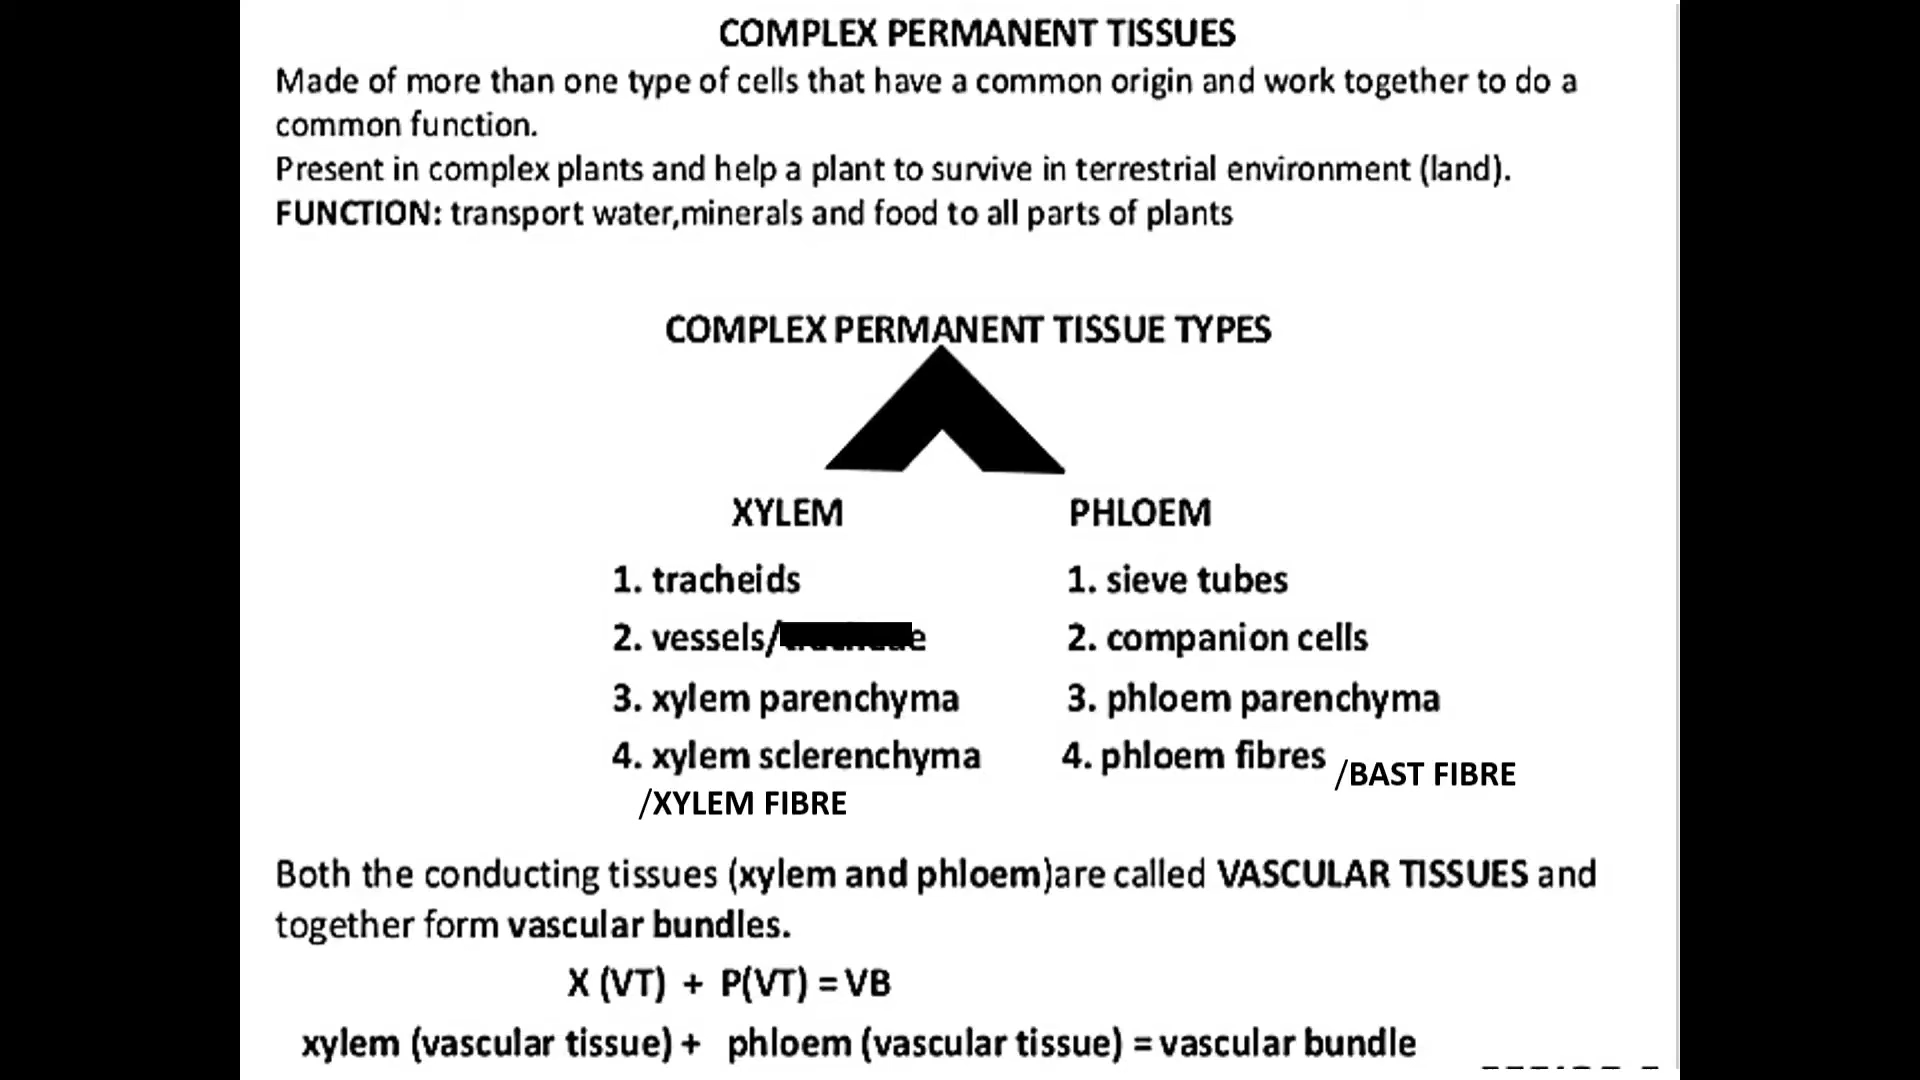 COMPLEX PERMANENT TISSUES
Made of more than one type of cells that have a common origin and work together to do a
common function.
Present in complex plants and help a plant to survive in terrestrial environment (land).
FUNCTION: transport water,minerals and food to all parts of plants
COMPLEX PERMANENT TISSUE TYPES
XYLEM
1. tracheids
2. vessels/
3. xylem parenchyma
4. xylem sclerenchyma
/XYLEM FIBRE
PHLOEM
1. sieve tubes
2. companion cells
3. phloem parenchyma
4. phloem fibres /BAST FIBRE
Both the conducting tissues (xylem and phloem)are called VASCULAR TISSUES and
together form vascular bundles.
X (VT) + P(VT) = VB
xylem (vascular tissue) + phloem (vascular tissue) = vascular bundle